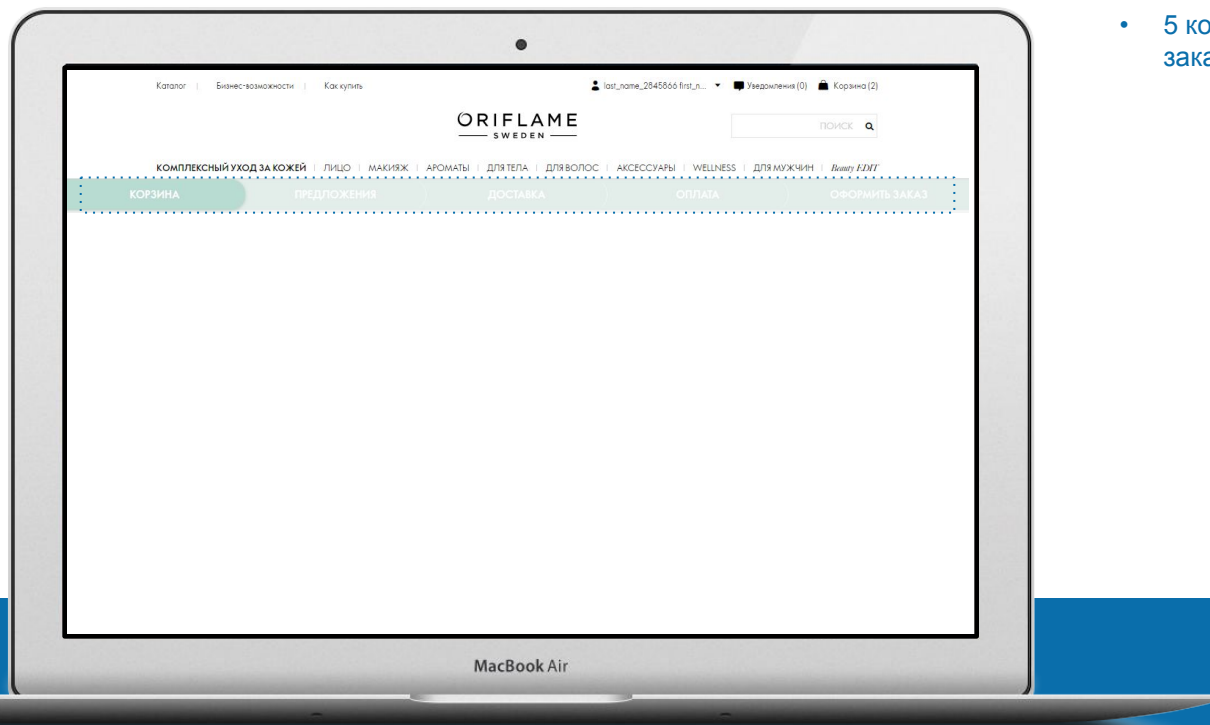 Каталог | Бизнес-возможности | Как купить
last_name_2845866 first_n... Уведомления (0) Корзина (2)
ORIFLAME
SWEDEN
ПОИСК
КОМПЛЕКСНЫЙ УХОД ЗА КОЖЕЙ | ЛИЦО | МАКИЯЖ | АРОМАТЫ | ДЛЯ ТЕЛА | ДЛЯ ВОЛОС | АКСЕССУАРЫ | WELLNESS | ДЛЯ МУЖЧИН | Beauty EDIT
КОРЗИНА ПРЕДЛОЖЕНИЯ ДОСТАВКА ОПЛАТА ОФОРМИТЬ ЗАКАЗ
MacBook Air
• 5